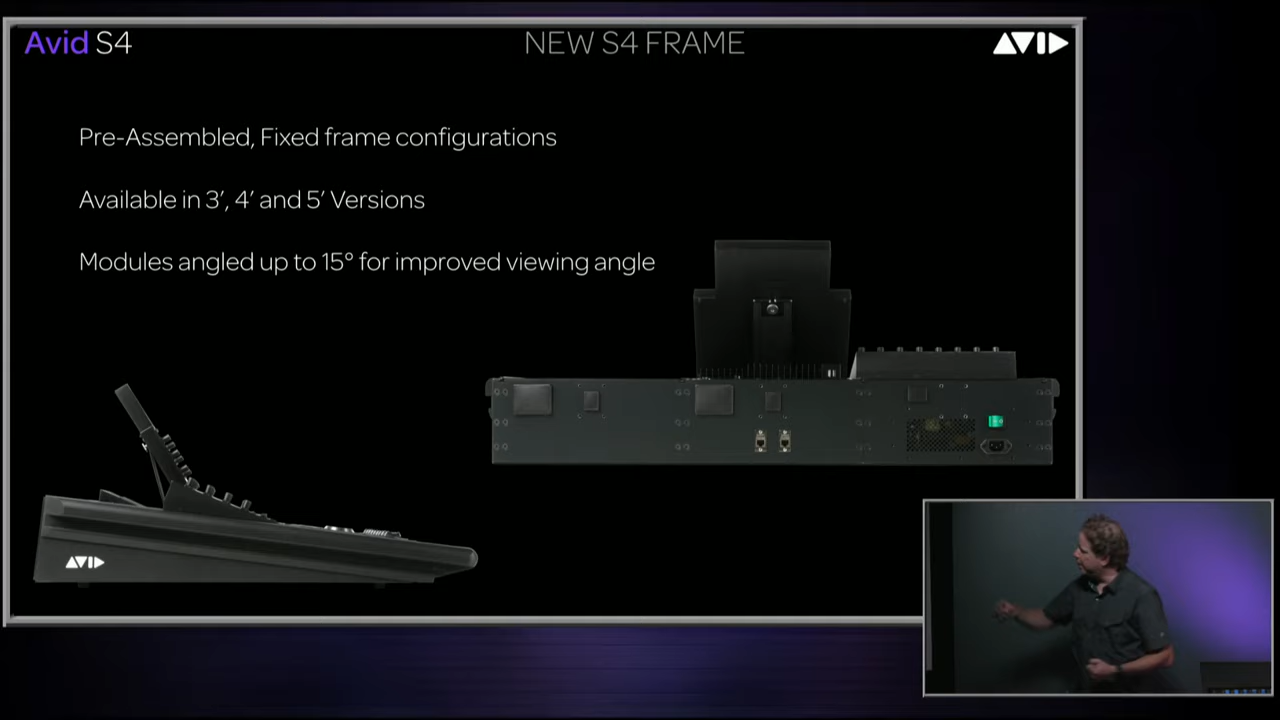 Avid S4
NEW S4 FRAME
AVID
Pre-Assembled, Fixed frame configurations
Available in 3’, 4’ and 5’ Versions
Modules angled up to 15° for improved viewing angle
AVID